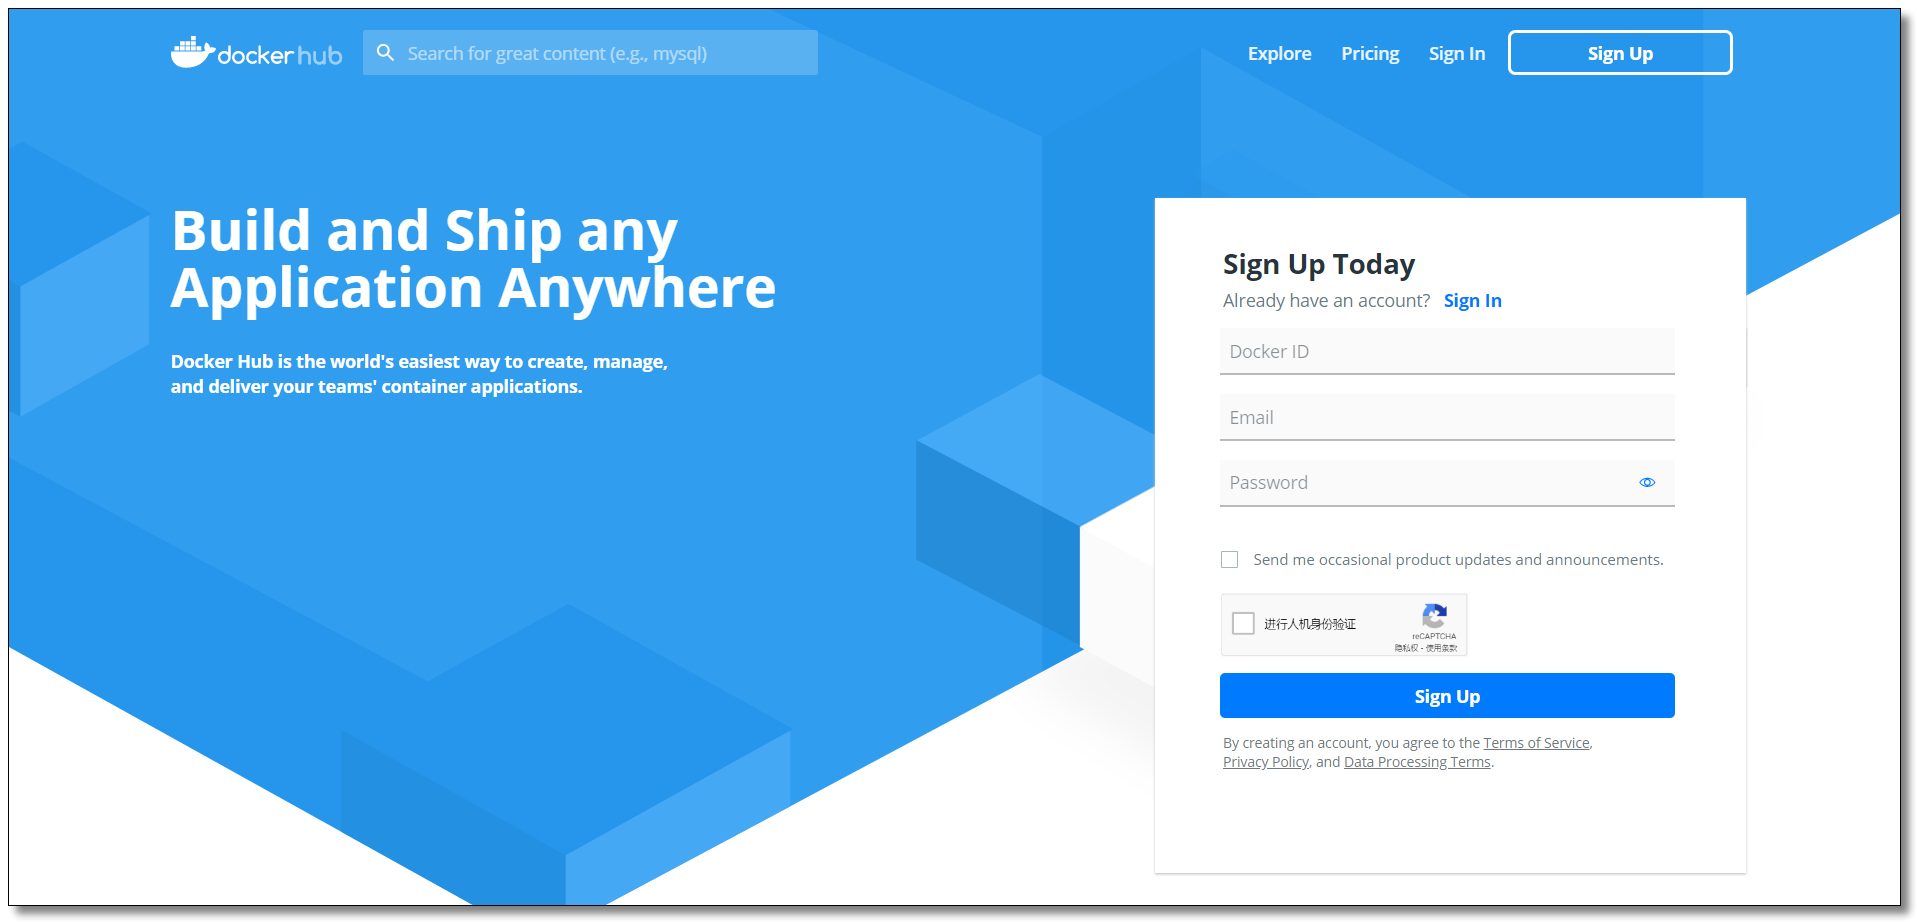 dockerhub
Search for great content (e.g., mysql)
Explore
Pricing
Sign In
Sign Up
Build and Ship any
Application Anywhere
Docker Hub is the world's easiest way to create, manage,
and deliver your teams' container applications.
Sign Up Today
Already have an account? Sign In
Docker ID
Email
Password
Send me occasional product updates and announcements.
进行人机身份验证
reCAPTCHA
隐私权 - 使用条款
Sign Up
By creating an account, you agree to the Terms of Service,
Privacy Policy, and Data Processing Terms.